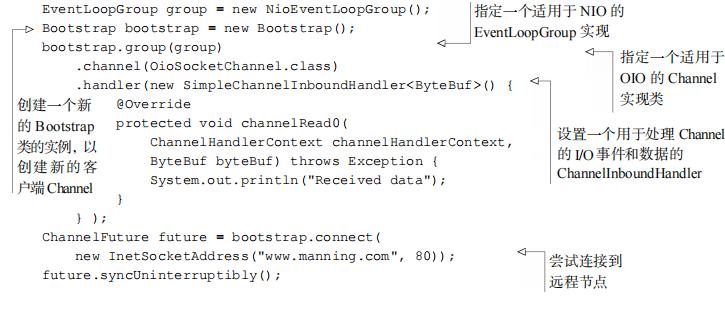 EventLoopGroup group = new NioEventLoopGroup();
Bootstrap bootstrap = new Bootstrap();
bootstrap.group(group)
.channel(OioSocketChannel.class)
.handler(new SimpleChannelInboundHandler<ByteBuf>() {
@Override
protected void channelRead0(
ChannelHandlerContext channelHandlerContext,
ByteBuf byteBuf) throws Exception {
System.out.println("Received data");
}
} );
ChannelFuture future = bootstrap.connect(
new InetSocketAddress("www.manning.com", 80));
future.syncUninterruptibly();
指定一个适用于 NIO 的
EventLoopGroup 实现
指定一个适用于
OIO 的 Channel
实现类
创建一个新
的 Bootstrap
类的实例，以
创建新的客
户端 Channel
设置一个用于处理 Channel
的 I/O 事件和数据的
ChannelInboundHandler
尝试连接到
远程节点